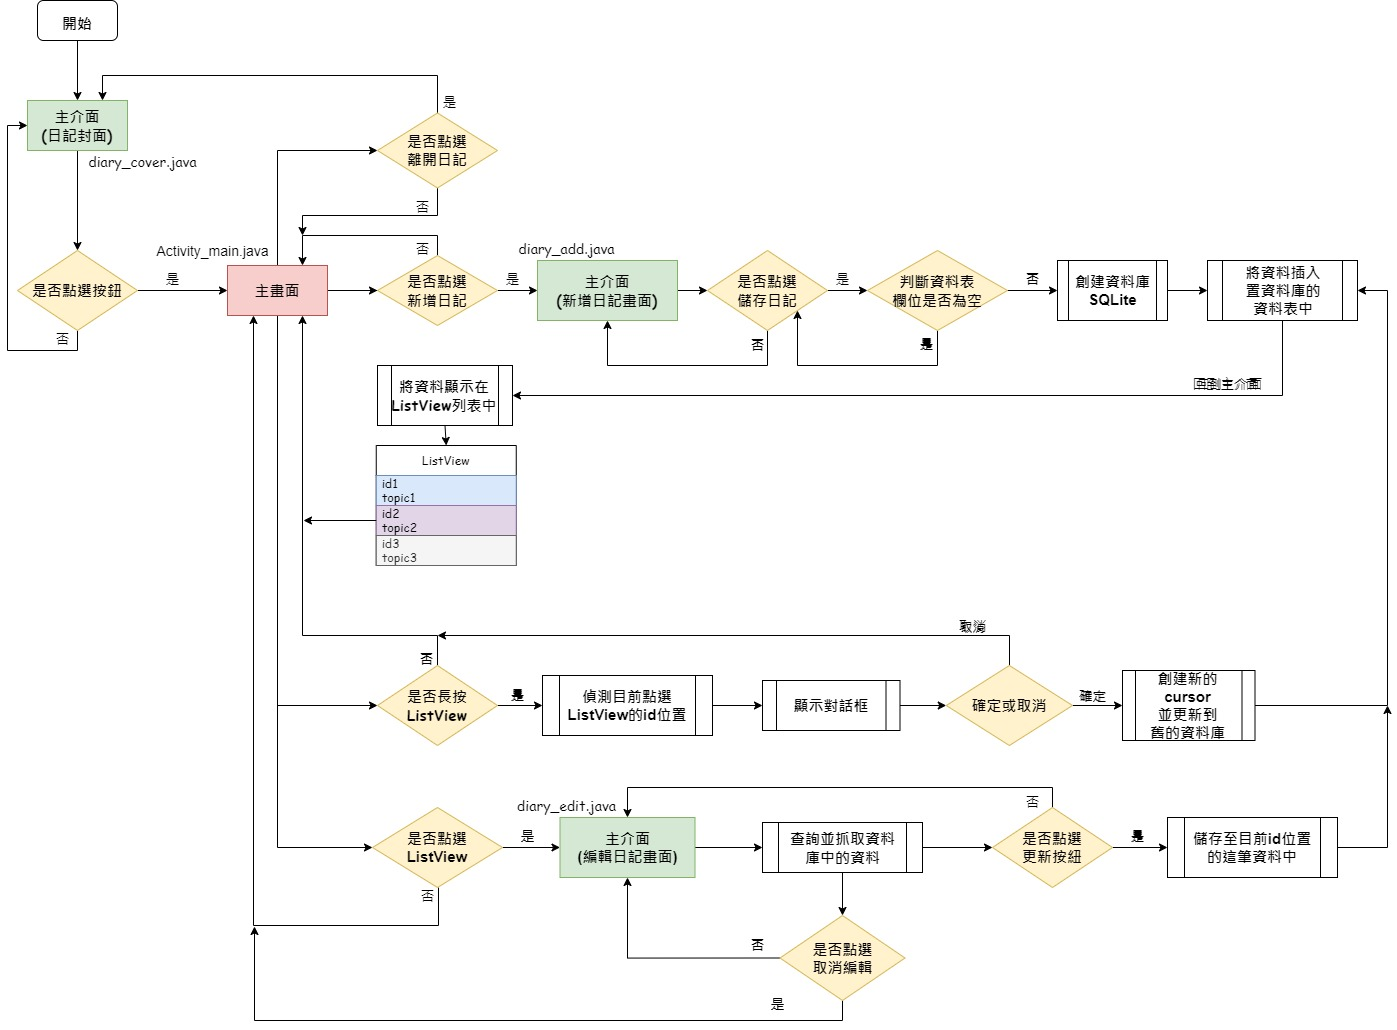 開始
主介面
(日記封面)
diary_cover.java
是否點選按鈕
是
否
Activity_main.java
主畫面
是
是否點選
離開日記
否
否
是否點選
新增日記
是
diary_add.java
主介面
(新增日記畫面)
是否點選
儲存日記
是
否
判斷資料表
欄位是否為空
否
是
創建資料庫
SQLite
將資料插入
置資料庫的
資料表中
回到主介面
將資料顯示在
ListView列表中
ListView
id1
topic1
id2
topic2
id3
topic3
取消
否
是否長按
ListView
是
偵測目前點選
ListView的id位置
顯示對話框
確定或取消
確定
創建新的
cursor
並更新到
舊的資料庫
是否點選
ListView
是
否
diary_edit.java
主介面
(編輯日記畫面)
查詢並抓取資料
庫中的資料
否
是否點選
更新按紐
是
儲存至目前id位置
的這筆資料中
否
是否點選
取消編輯
是